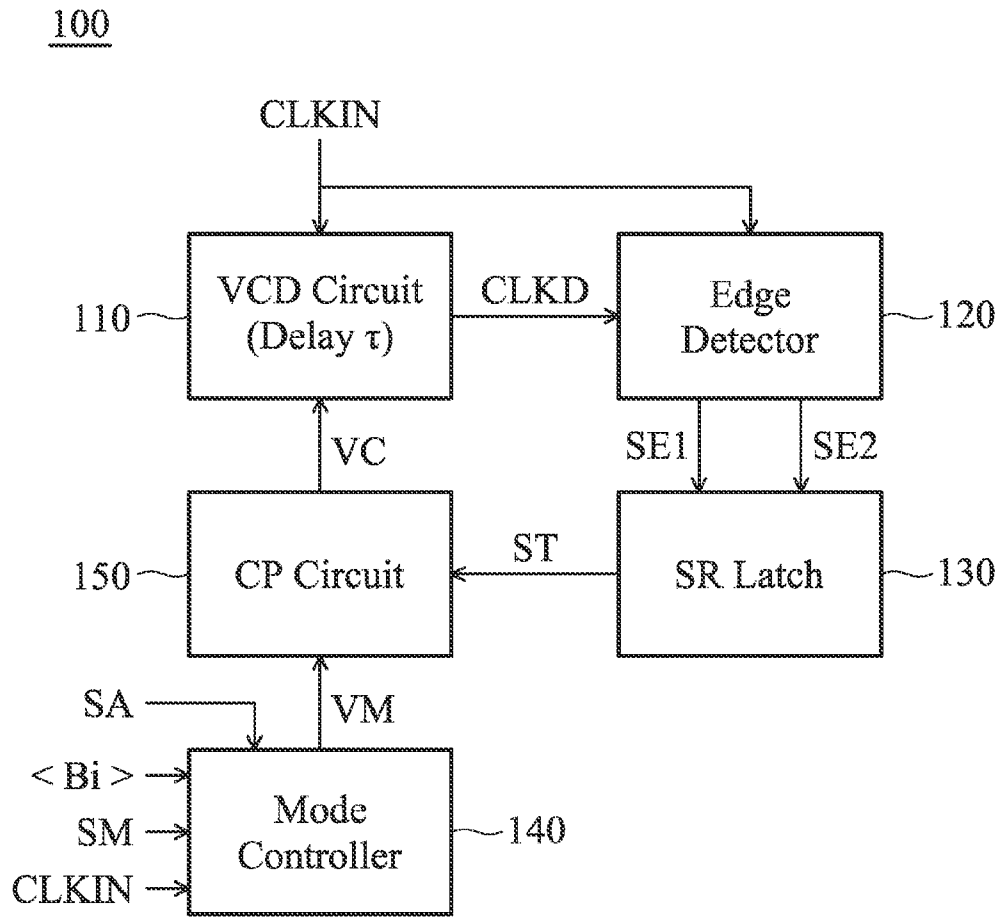 100
CLKIN
VCD Circuit
(Delay τ)
110
CLKD
Edge
Detector
120
VC
SE1
SE2
CP Circuit
150
ST
SR Latch
130
SA
VM
< Bi >
SM
CLKIN
Mode
Controller
140